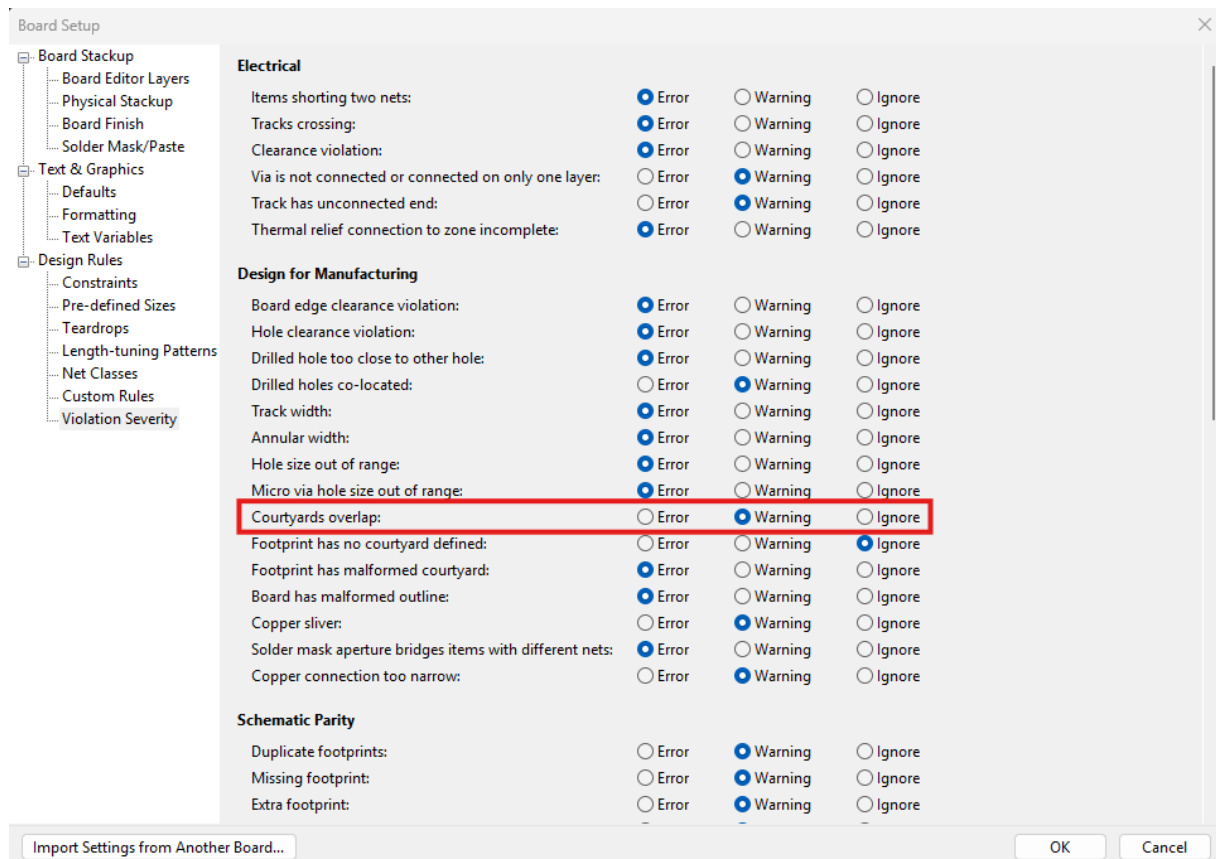 Board Setup
Board Stackup
Board Editor Layers
Physical Stackup
Board Finish
Solder Mask/Paste
Text & Graphics
Defaults
Formatting
Text Variables
Design Rules
Constraints
Pre-defined Sizes
Teardrops
Length-tuning Patterns
Net Classes
Custom Rules
Violation Severity
Electrical
Items shorting two nets: Error Warning Ignore
Tracks crossing: Error Warning Ignore
Clearance violation: Error Warning Ignore
Via is not connected or connected on only one layer: Error Warning Ignore
Track has unconnected end: Error Warning Ignore
Thermal relief connection to zone incomplete: Error Warning Ignore
Design for Manufacturing
Board edge clearance violation: Error Warning Ignore
Hole clearance violation: Error Warning Ignore
Drilled hole too close to other hole: Error Warning Ignore
Drilled holes co-located: Error Warning Ignore
Track width: Error Warning Ignore
Annular width: Error Warning Ignore
Hole size out of range: Error Warning Ignore
Micro via hole size out of range: Error Warning Ignore
Courtyards overlap: Error Warning Ignore
Footprint has no courtyard defined: Error Warning Ignore
Footprint has malformed courtyard: Error Warning Ignore
Board has malformed outline: Error Warning Ignore
Copper sliver: Error Warning Ignore
Solder mask aperture bridges items with different nets: Error Warning Ignore
Copper connection too narrow: Error Warning Ignore
Schematic Parity
Duplicate footprints: Error Warning Ignore
Missing footprint: Error Warning Ignore
Extra footprint: Error Warning Ignore
Import Settings from Another Board... OK Cancel